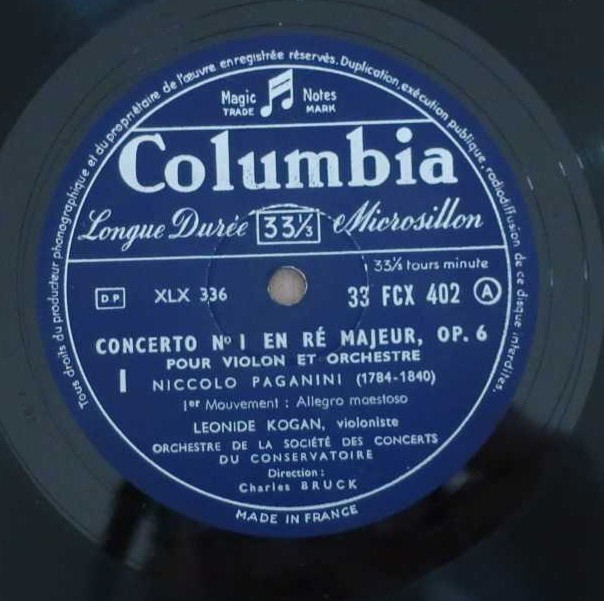 Tous droits du producteur phonographique et du propriétaire de l'œuvre enregistrée réservés. Duplication, exécution publique, radiodiffusion de ce disque interdites.
Magic Notes
TRADE MARK
Columbia
Longue Durée 33⅓ Microsillon
33⅓ tours minute
DP XLX 336 33 FCX 402 A
CONCERTO Nº I EN RÉ MAJEUR, OP. 6
POUR VIOLON ET ORCHESTRE
I NICCOLO PAGANINI (1784-1840)
1er Mouvement : Allegro maestoso
LEONIDE KOGAN, violoniste
ORCHESTRE DE LA SOCIÉTÉ DES CONCERTS
DU CONSERVATOIRE
Direction :
Charles BRUCK
MADE IN FRANCE